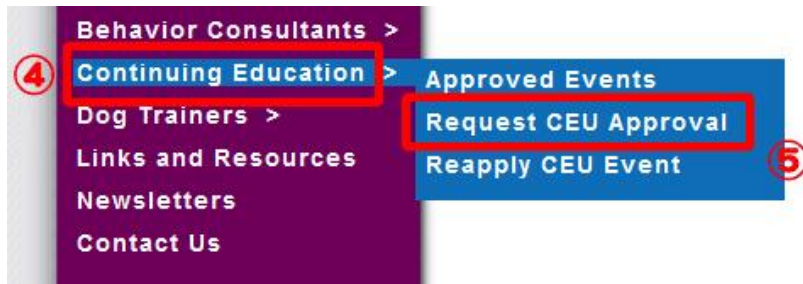 Behavior Consultants >
④ Continuing Education > Approved Events
Dog Trainers > Request CEU Approval ⑤
Links and Resources Reapply CEU Event
Newsletters
Contact Us